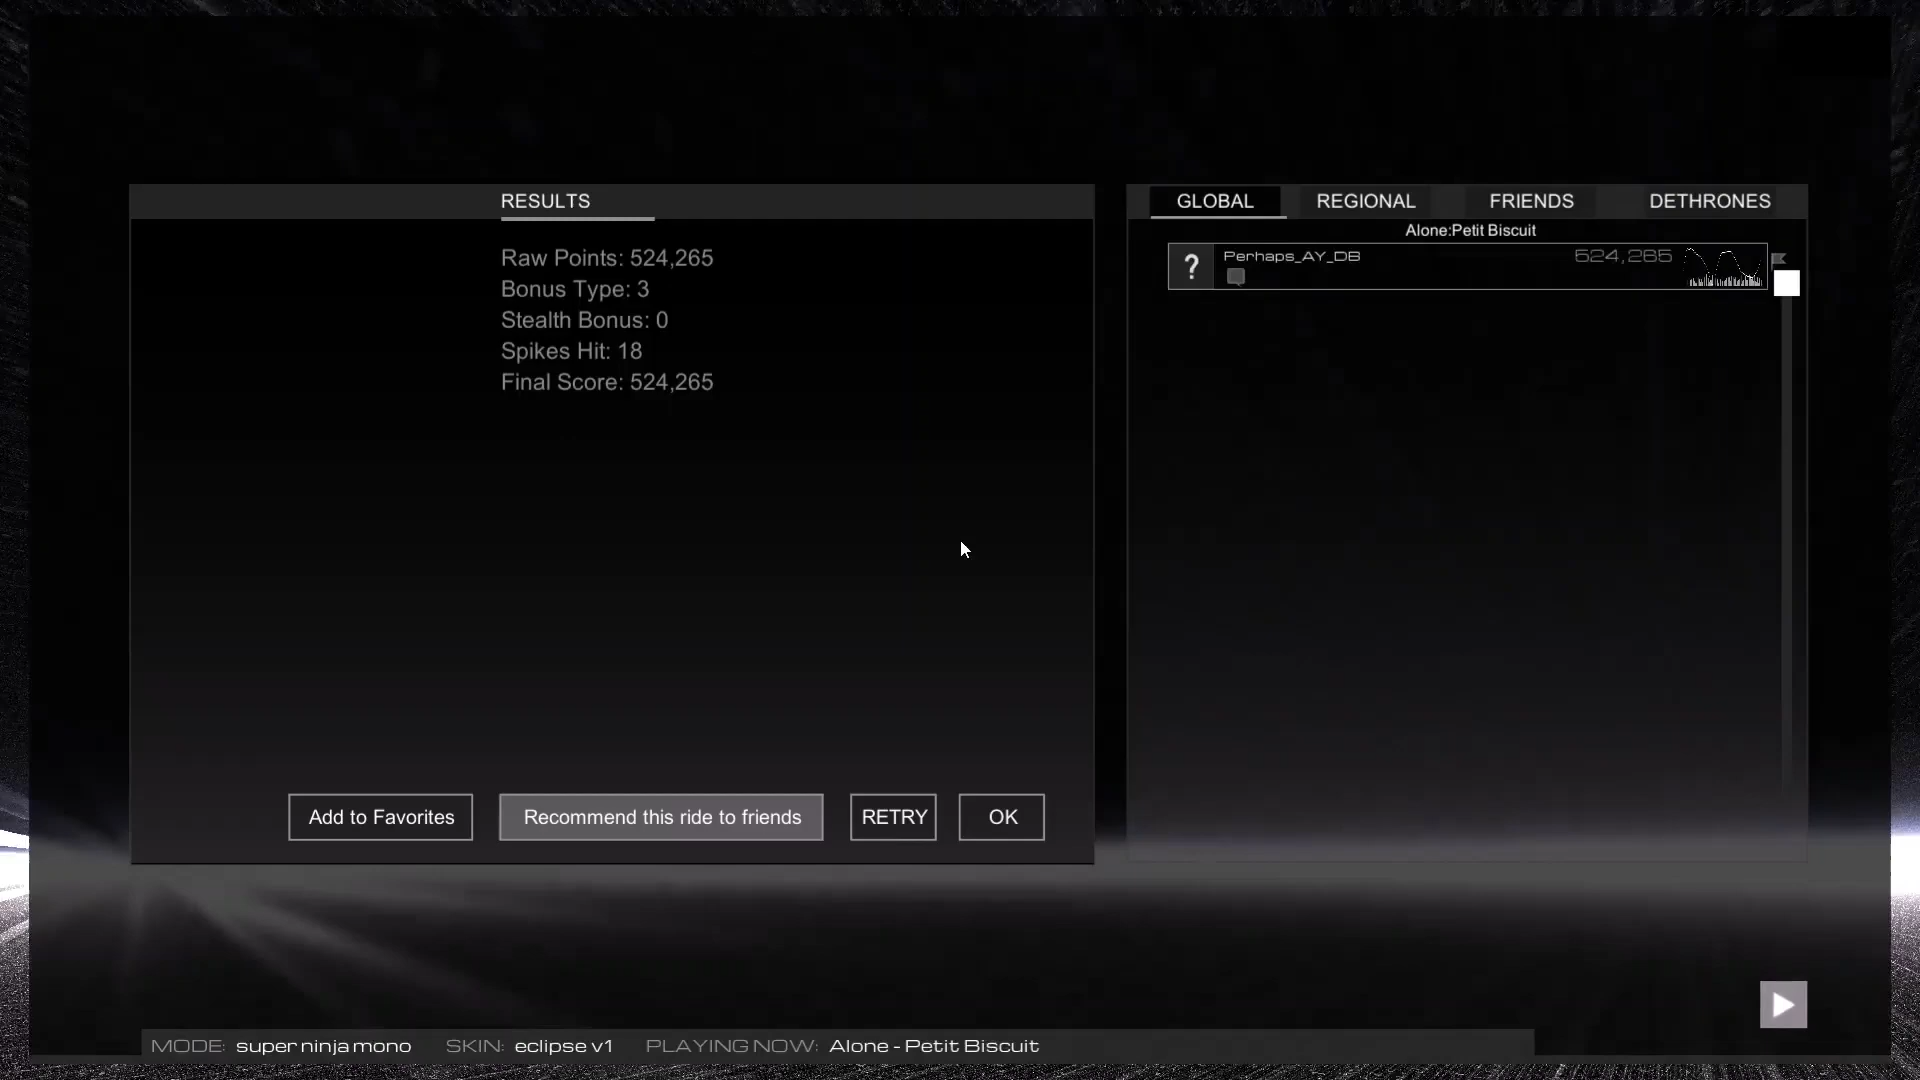 RESULTS
Raw Points: 524,265
Bonus Type: 3
Stealth Bonus: 0
Spikes Hit: 18
Final Score: 524,265
Add to Favorites
Recommend this ride to friends
RETRY
OK
GLOBAL REGIONAL FRIENDS DETHRONES
Alone:Petit Biscuit
? Perhaps_AY_DB 524,265
MODE: super ninja mono SKIN: eclipse v1 PLAYING NOW: Alone - Petit Biscuit